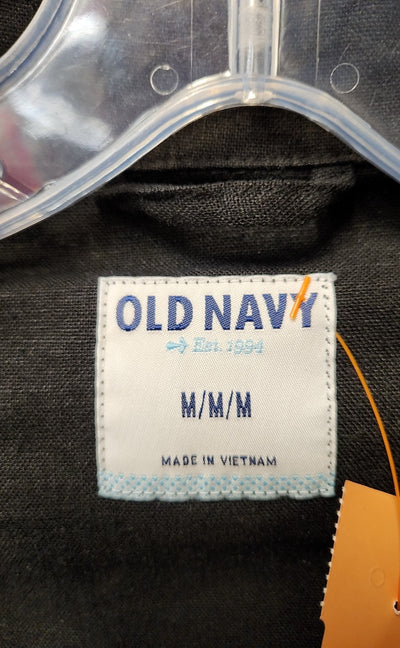 OLD NAVY
Est. 1994
M/M/M
MADE IN VIETNAM